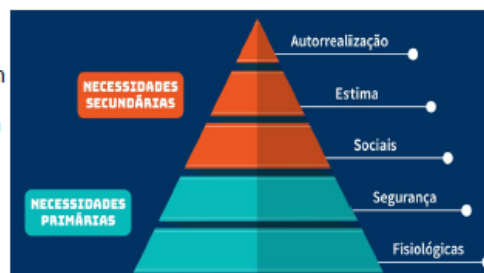 Autorrealização
NECESSIDADES
SECUNDÁRIAS
Estima
Sociais
NECESSIDADES
PRIMÁRIAS
Segurança
Fisiológicas